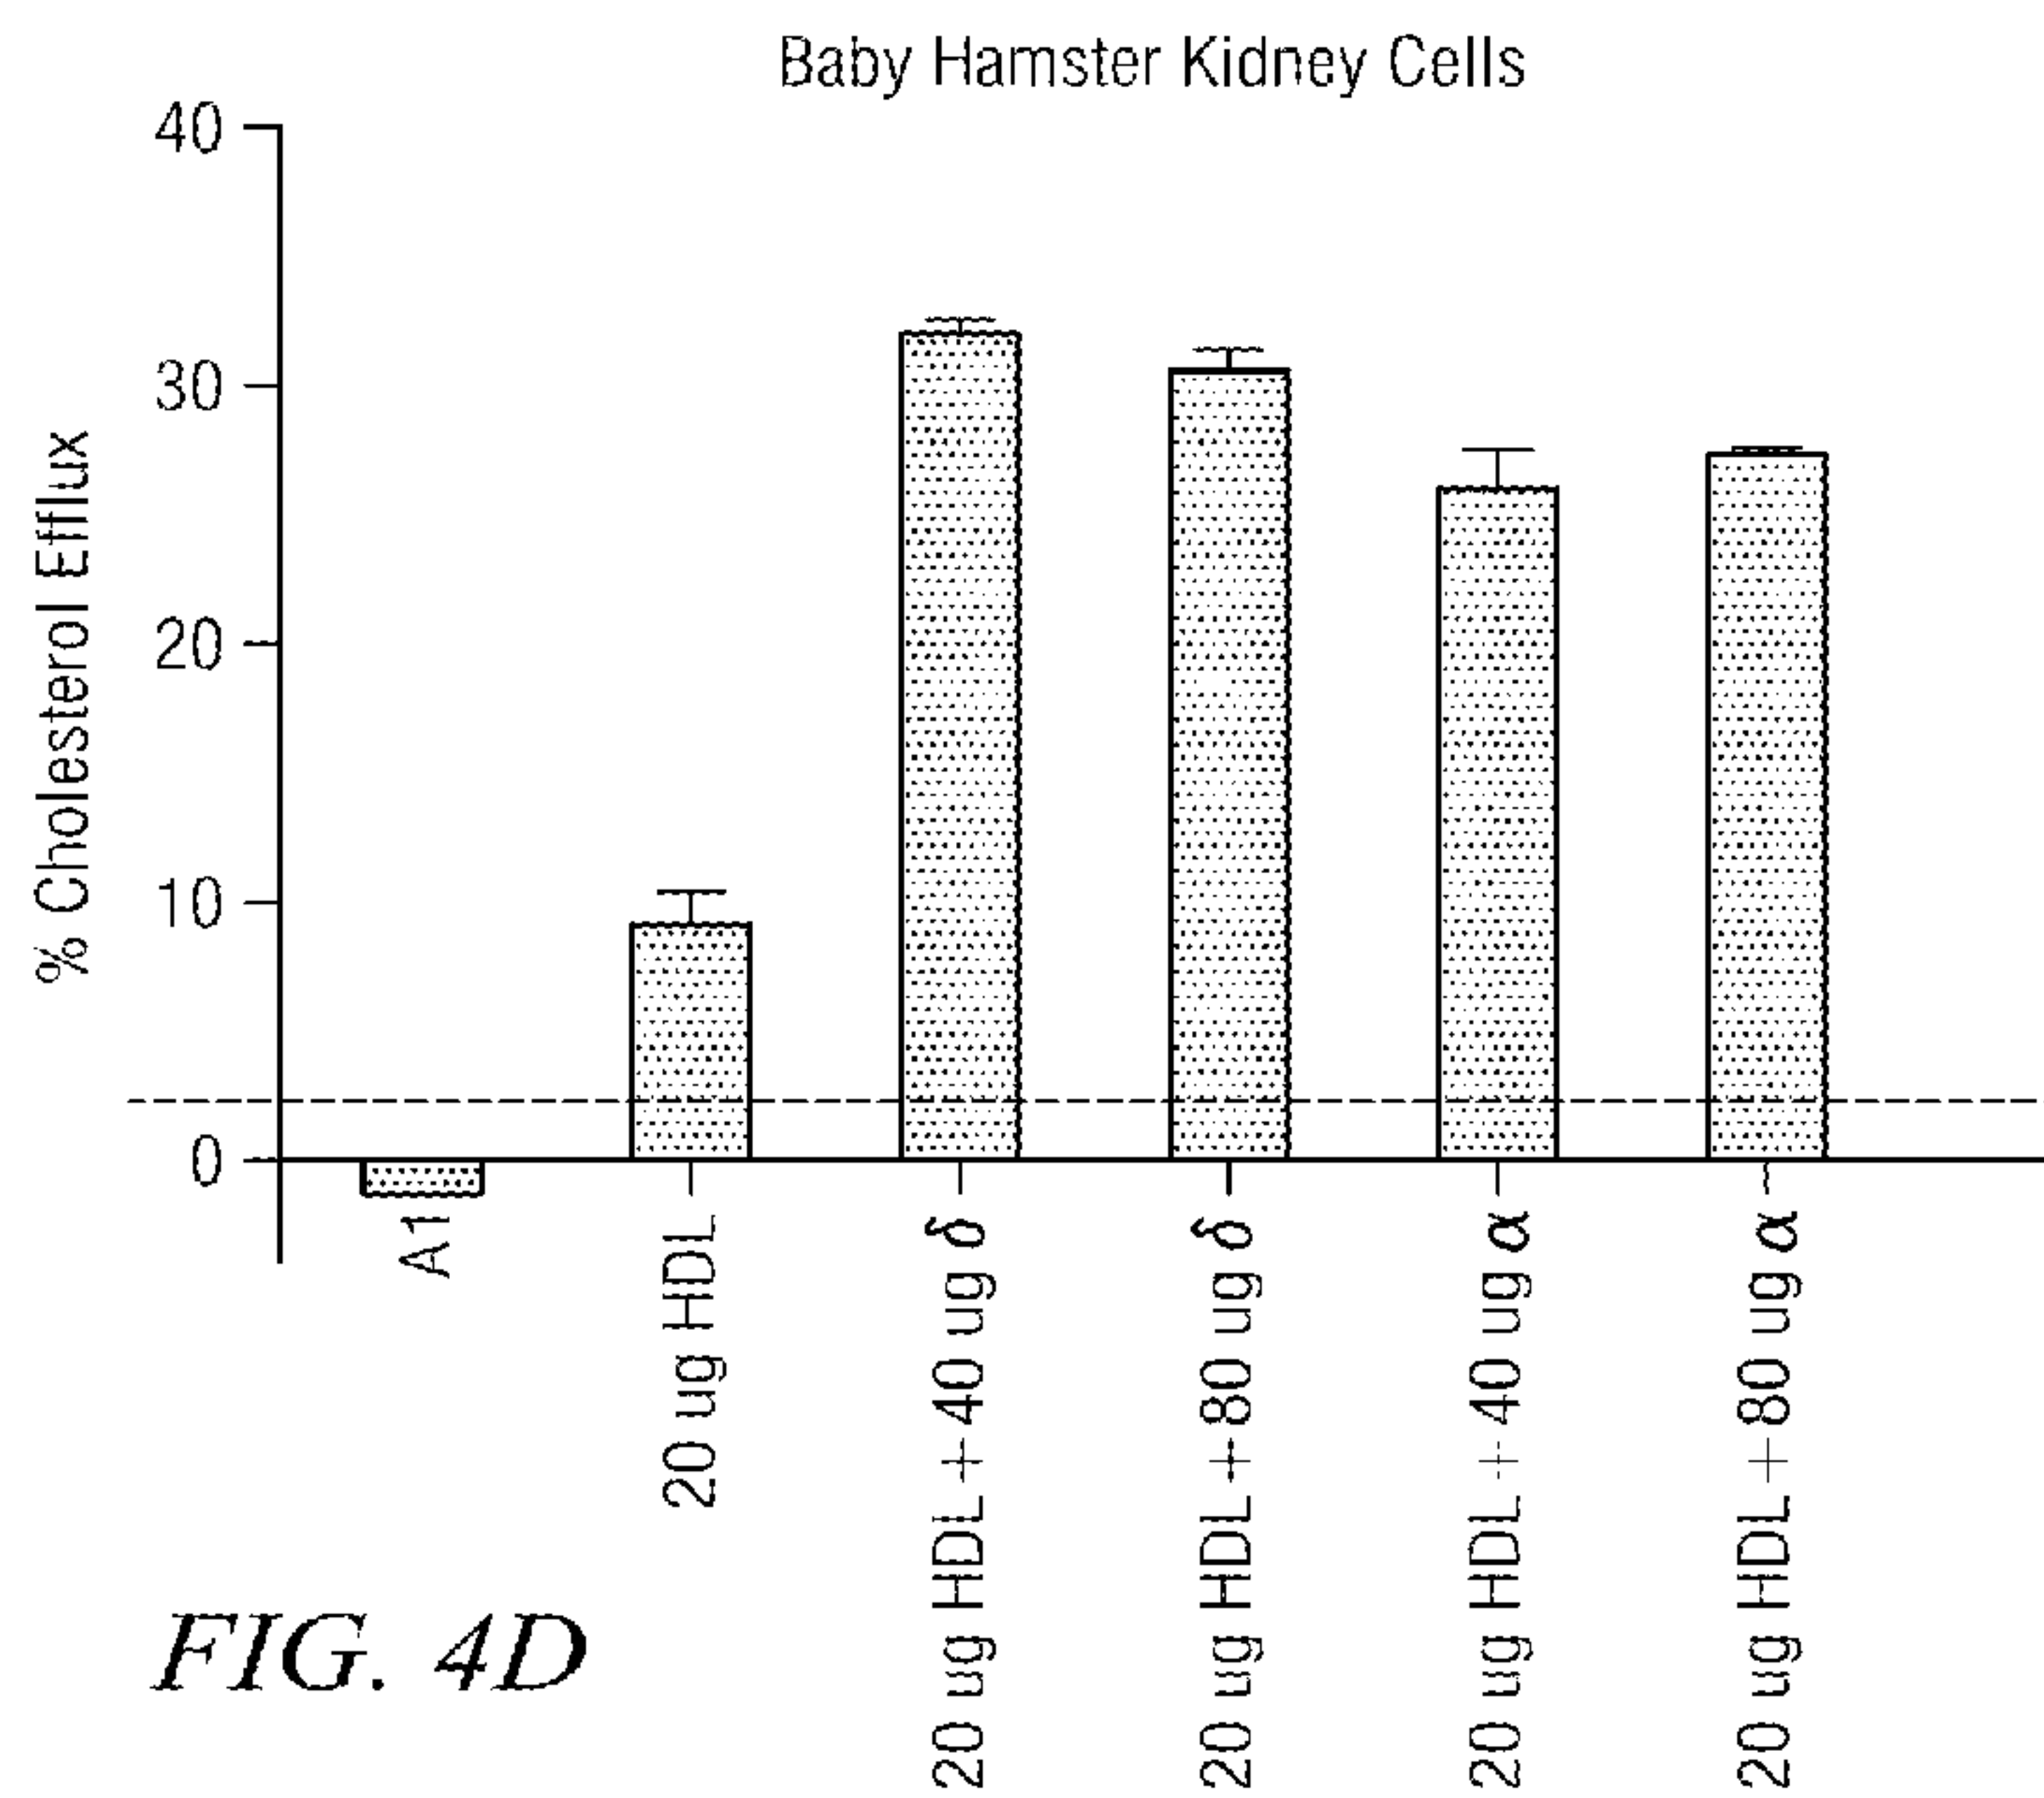 Baby Hamster Kidney Cells
% Cholesterol Efflux
40
30
20
10
0
A1
20 ug HDL
20 ug HDL + 40 ug δ
20 ug HDL + 80 ug δ
20 ug HDL + 40 ug α
20 ug HDL + 80 ug α
FIG. 4D